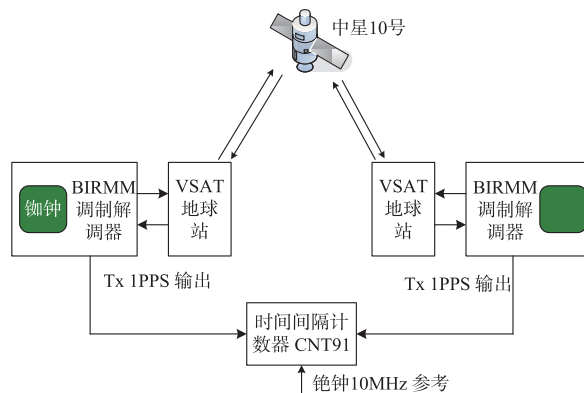 中星10号
铷钟
BIRMM
调制解
调器
VSAT
地球
站
VSAT
地球
站
BIRMM
调制解
调器
Tx 1PPS 输出
Tx 1PPS 输出
时间间隔计
数器 CNT91
铯钟10MHz 参考